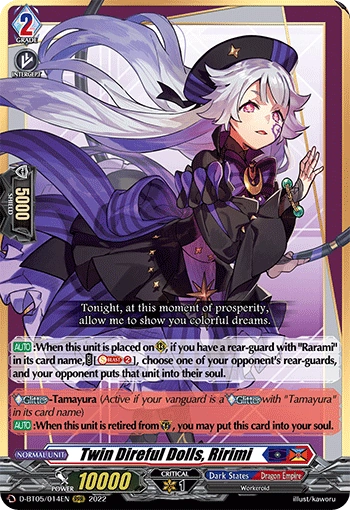 2
GRADE
INTERCEPT
5000
SHIELD
Tonight, at this moment of prosperity,
allow me to show you colorful dreams.
AUTO :When this unit is placed on , if you have a rear-guard with "Rarami"
in its card name, [ -BLAST 2 ], choose one of your opponent's rear-guards,
and your opponent puts that unit into their soul.
Glitter -Tamayura (Active if your vanguard is a Glitter with "Tamayura"
in its card name)
AUTO :When this unit is retired from , you may put this card into your soul.
NORMAL UNIT
Twin Direful Dolls, Ririmi
POWER 10000
CRITICAL
1
Dark States
Dragon Empire
Workeroid
D-BT05/014EN RRR 2022
illust/kaworu